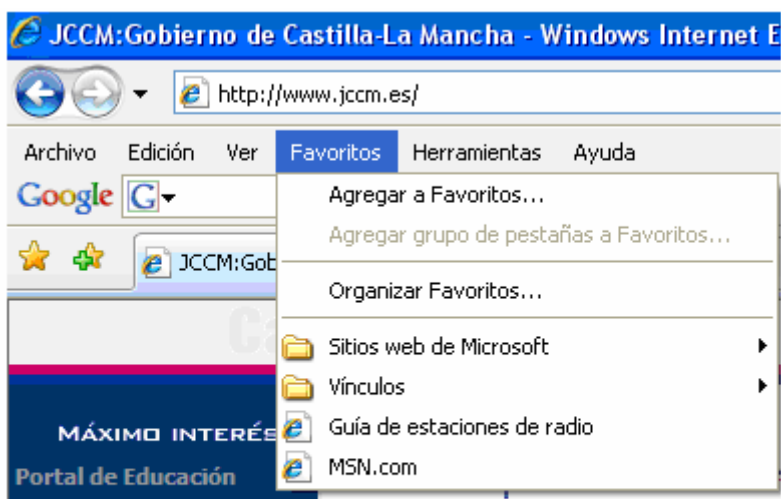 JCCM:Gobierno de Castilla-La Mancha - Windows Internet E
http://www.jccm.es/
Archivo Edición Ver Favoritos Herramientas Ayuda
Google G
Agregar a Favoritos...
Agregar grupo de pestañas a Favoritos...
JCCM:Gob
Organizar Favoritos...
Ca
Sitios web de Microsoft
Vínculos
MÁXIMO INTERÉS
Guía de estaciones de radio
Portal de Educación
MSN.com